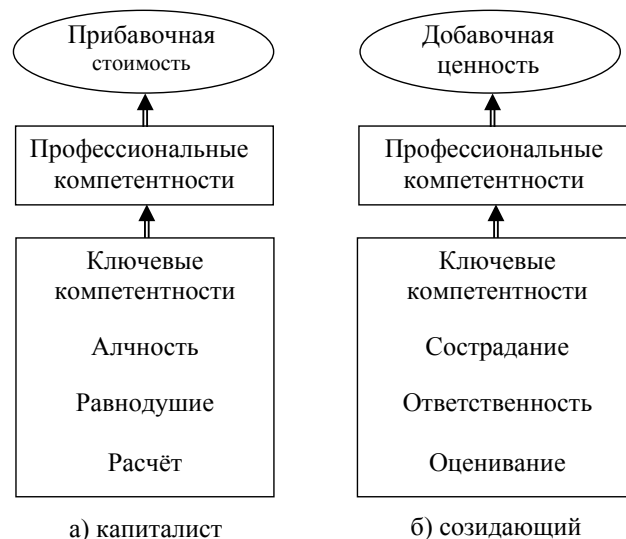 Прибавочная
стоимость
Профессиональные
компетентности
Ключевые
компетентности
Алчность
Равнодушие
Расчёт
а) капиталист
Добавочная
ценность
Профессиональные
компетентности
Ключевые
компетентности
Сострадание
Ответственность
Оценивание
б) созидающий